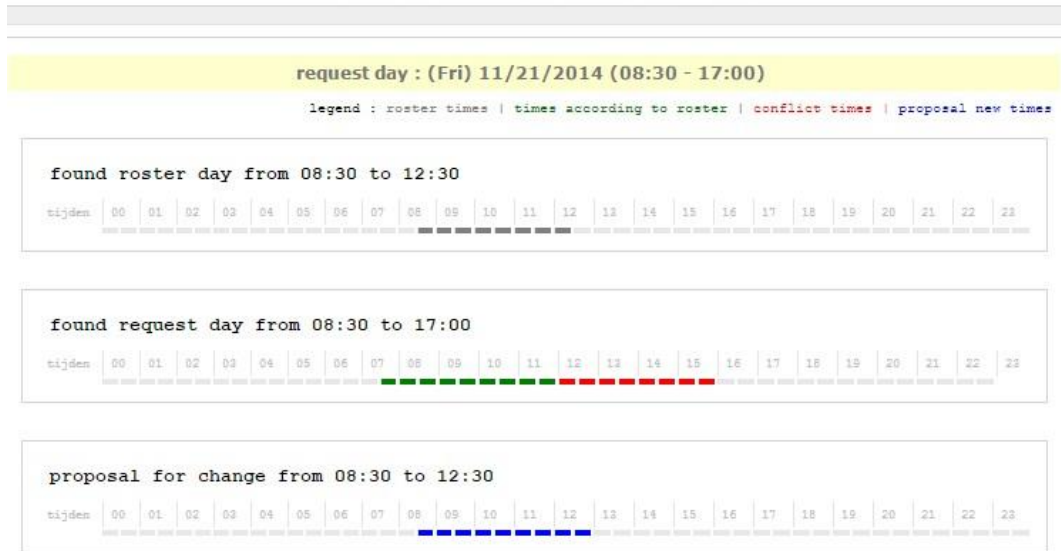 request day : (Fri) 11/21/2014 (08:30 - 17:00)
legend : roster times | times according to roster | conflict times | proposal new times
found roster day from 08:30 to 12:30
tijden 00 01 02 03 04 05 06 07 08 09 10 11 12 13 14 15 16 17 18 19 20 21 22 23
found request day from 08:30 to 17:00
tijden 00 01 02 03 04 05 06 07 08 09 10 11 12 13 14 15 16 17 18 19 20 21 22 23
proposal for change from 08:30 to 12:30
tijden 00 01 02 03 04 05 06 07 08 09 10 11 12 13 14 15 16 17 18 19 20 21 22 23